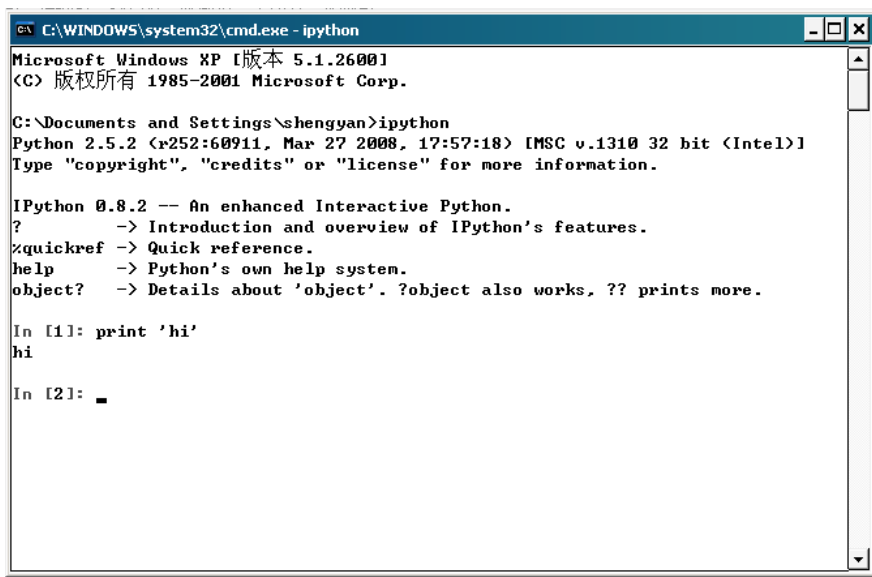 C:\WINDOWS\system32\cmd.exe - ipython
Microsoft Windows XP [版本 5.1.2600]
(C) 版权所有 1985-2001 Microsoft Corp.
C:\Documents and Settings\shengyan>ipython
Python 2.5.2 (r252:60911, Mar 27 2008, 17:57:18) [MSC v.1310 32 bit (Intel)]
Type "copyright", "credits" or "license" for more information.
IPython 0.8.2 -- An enhanced Interactive Python.
?         -> Introduction and overview of IPython's features.
%quickref -> Quick reference.
help      -> Python's own help system.
object?   -> Details about 'object'. ?object also works, ?? prints more.
In [1]: print 'hi'
hi
In [2]: _